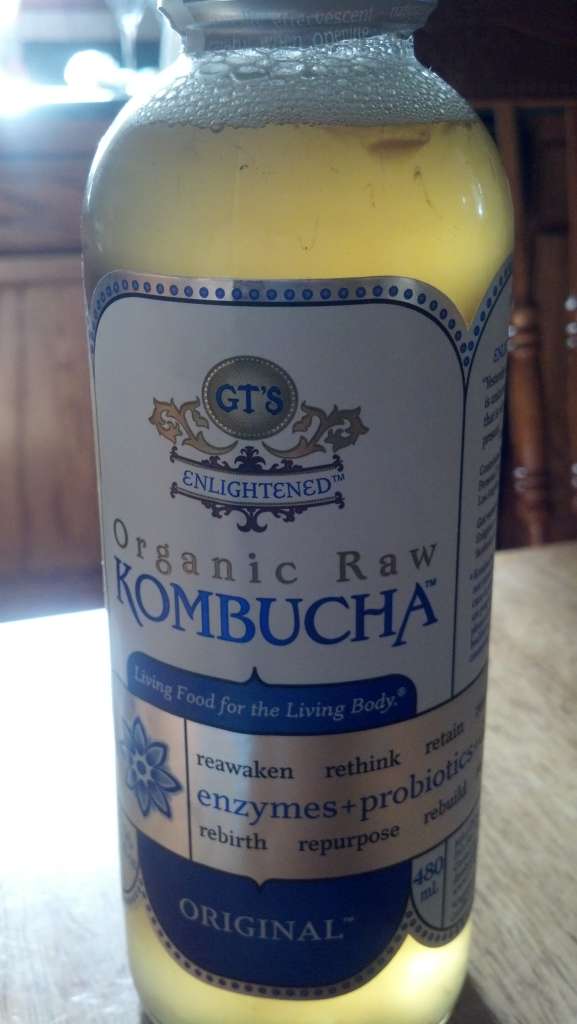 effervescent
GT'S
ENLIGHTENED™
Organic Raw
KOMBUCHA™
Living Food for the Living Body.®
reawaken rethink retain
enzymes+probiotics
rebirth repurpose rebuild
480
mL
ORIGINAL™